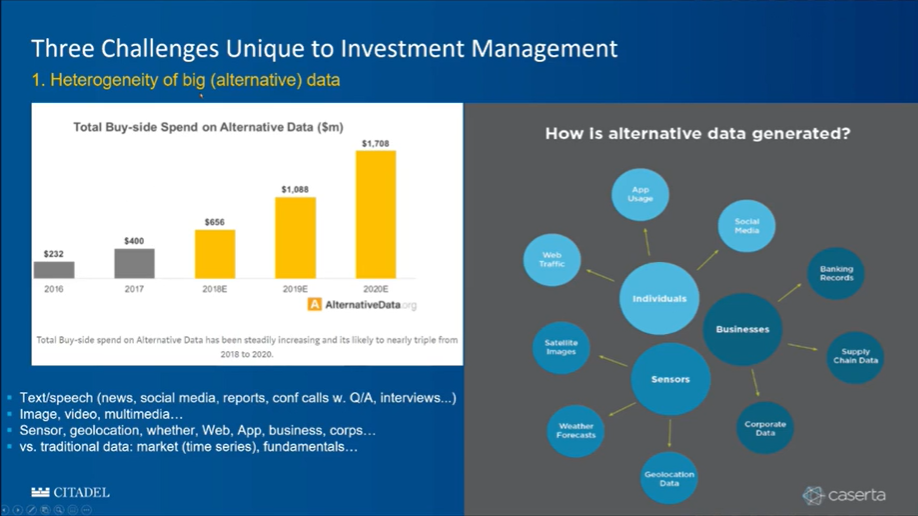 Three Challenges Unique to Investment Management
1. Heterogeneity of big (alternative) data
Total Buy-side Spend on Alternative Data ($m)
$232
$400
$656
$1,088
$1,708
2016
2017
2018E
2019E
2020E
A AlternativeData.org
Total Buy-side spend on Alternative Data has been steadily increasing and its likely to nearly triple from
2018 to 2020.
Text/speech (news, social media, reports, conf calls w. Q/A, interviews...)
Image, video, multimedia…
Sensor, geolocation, whether, Web, App, business, corps…
vs. traditional data: market (time series), fundamentals…
CITADEL
How is alternative data generated?
App
Usage
Social
Media
Web
Traffic
Individuals
Banking
Records
Businesses
Satellite
Images
Supply
Chain Data
Sensors
Weather
Forecasts
Corporate
Data
Geolocation
Data
caserta